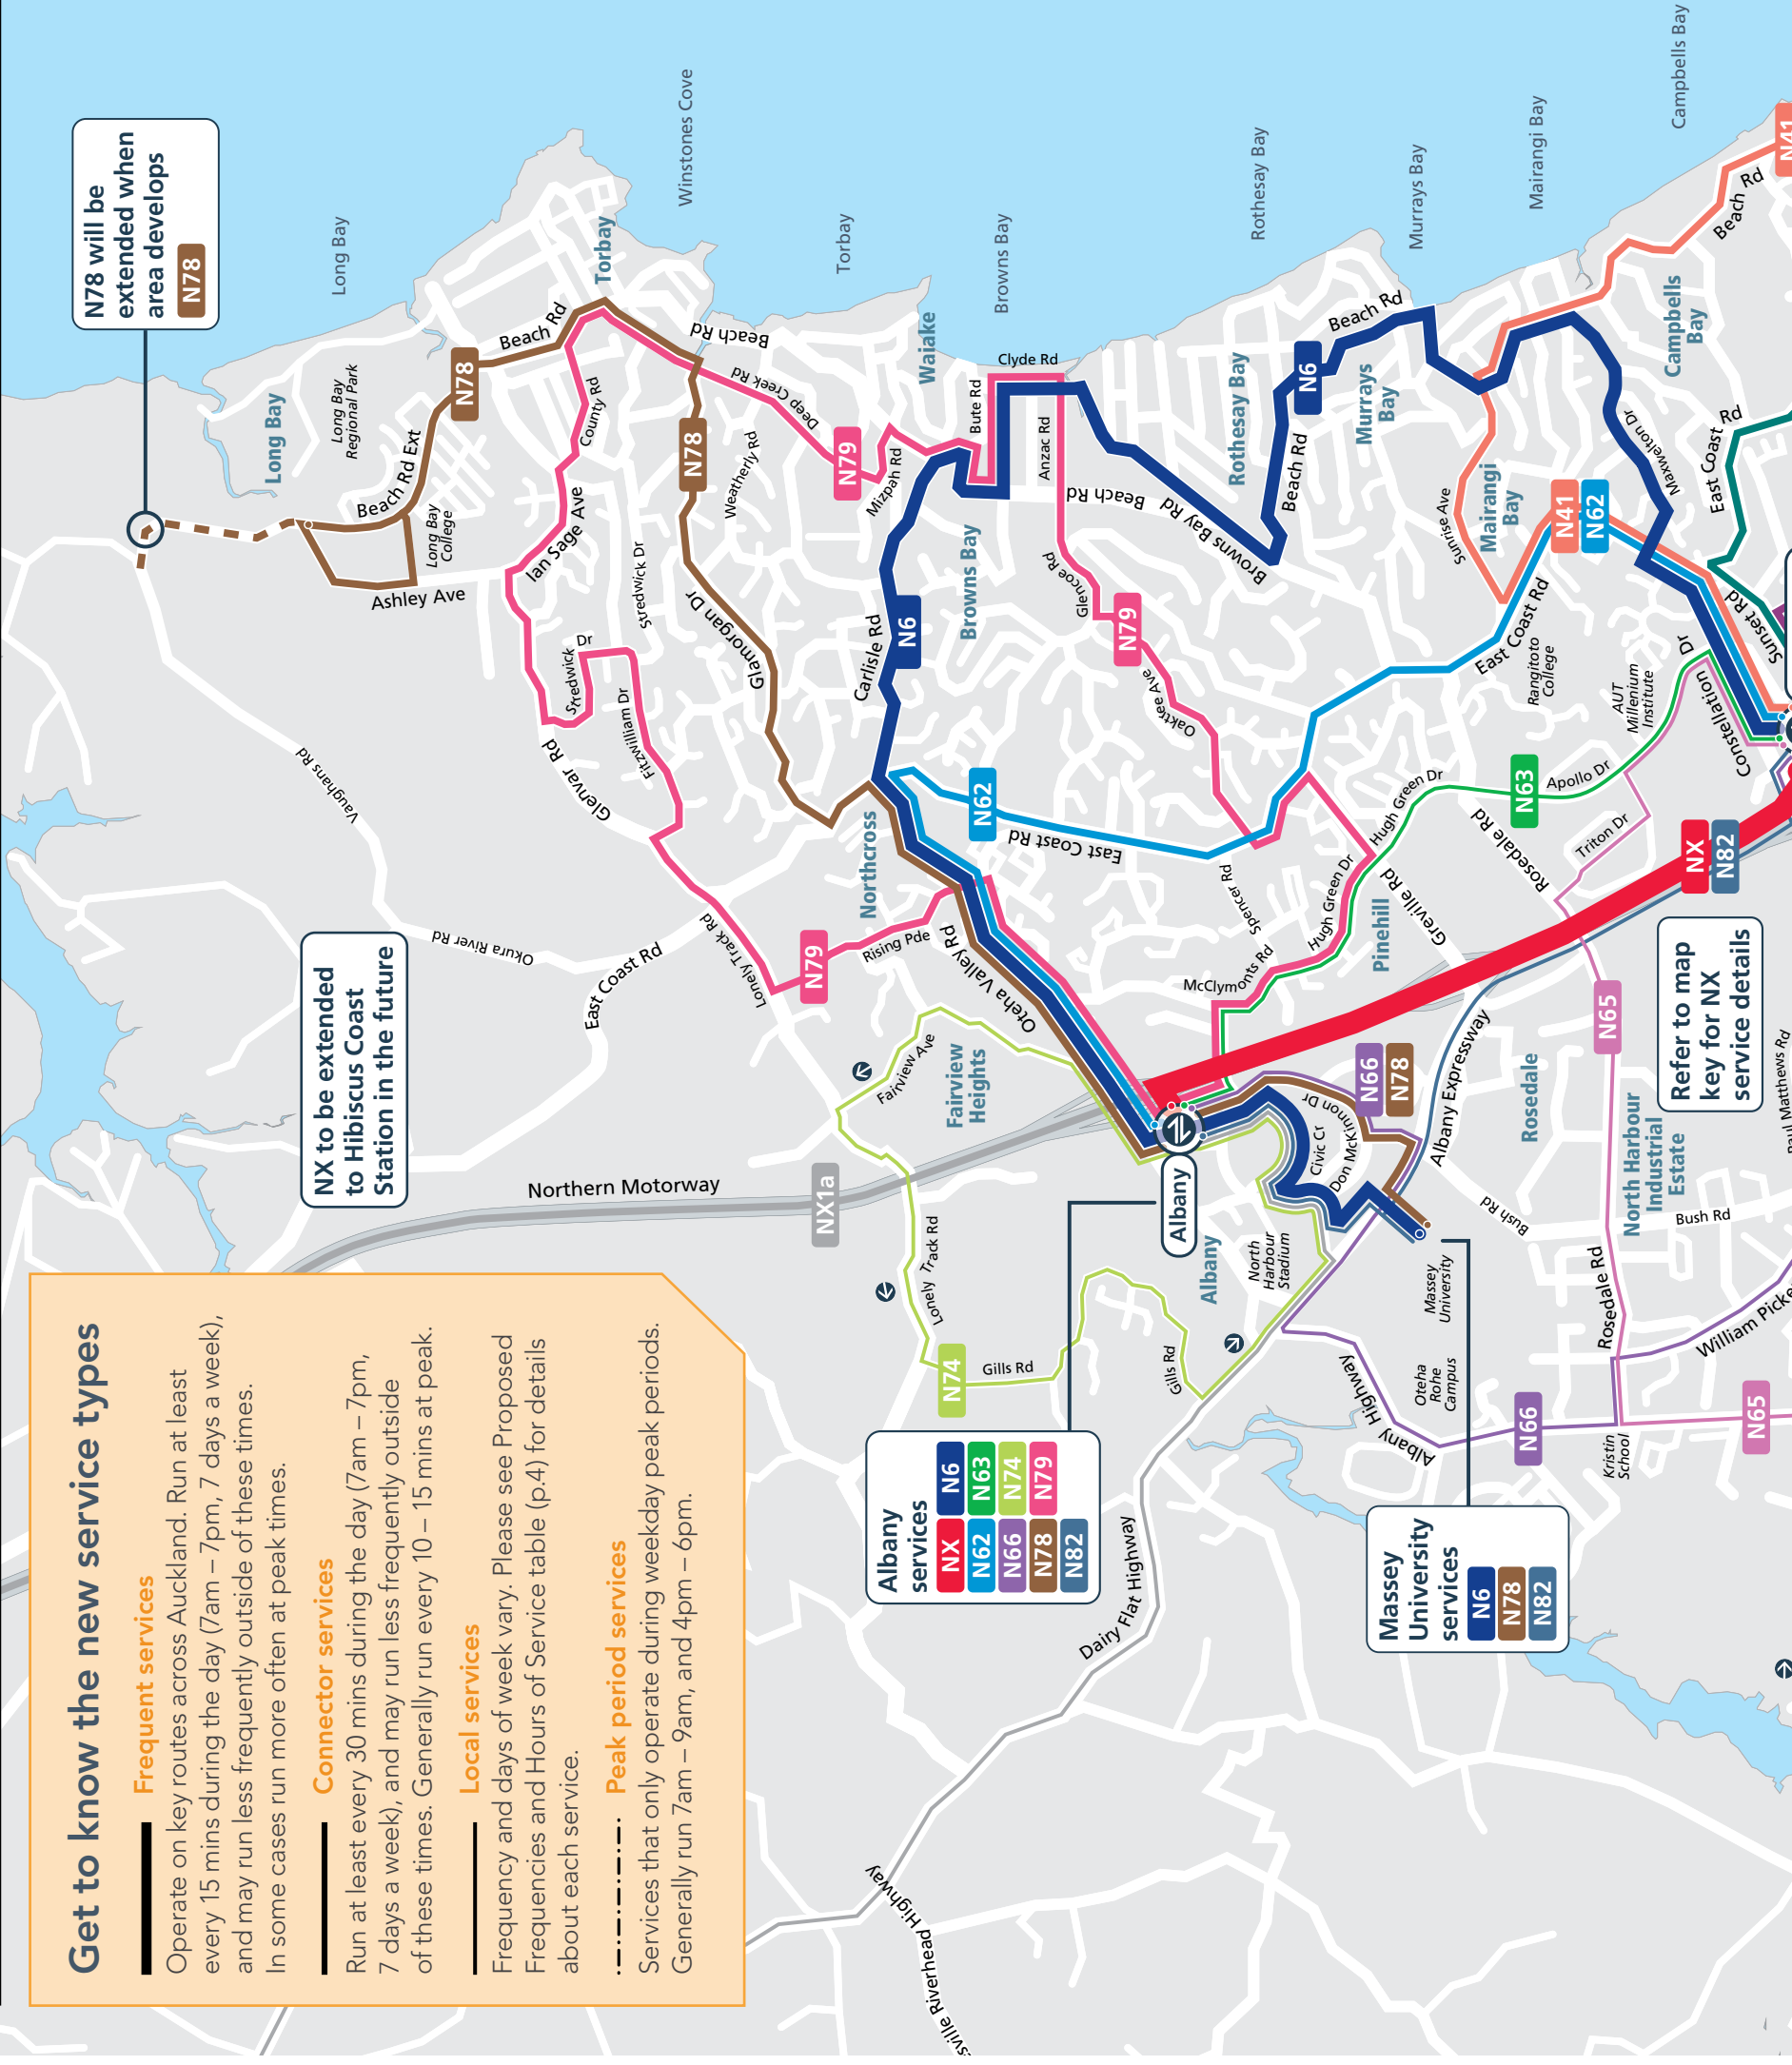 Get to know the new service types
Frequent services
Operate on key routes across Auckland. Run at least
every 15 mins during the day (7am – 7pm, 7 days a week),
and may run less frequently outside of these times.
In some cases run more often at peak times.
Connector services
Run at least every 30 mins during the day (7am – 7pm,
7 days a week), and may run less frequently outside
of these times. Generally run every 10 – 15 mins at peak.
Local services
Frequency and days of week vary. Please see Proposed
Frequencies and Hours of Service table (p.4) for details
about each service.
Peak period services
Services that only operate during weekday peak periods.
Generally run 7am – 9am, and 4pm – 6pm.
NX to be extended
to Hibiscus Coast
Station in the future
N78 will be
extended when
area develops
N78
Long Bay
Winstones Cove
Torbay
Browns Bay
Rothesay Bay
Murrays Bay
Mairangi Bay
Campbells Bay
Long Bay
Long Bay
Regional Park
Beach Rd Ext
Long Bay
College
Ashley Ave
N78
Beach Rd
Torbay
County Rd
Ian Sage Ave
Stredwick Dr
Stredwick Dr
Fitzwilliam Dr
Glenvar Rd
Vaughans Rd
Okura River Rd
East Coast Rd
Lonely Track Rd
N78
Weatherly Rd
Glamorgan Dr
Deep Creek Rd
Beach Rd
N79
Mizpah Rd
Waiake
Bute Rd
Clyde Rd
Anzac Rd
Beach Rd
Browns Bay Rd
Browns Bay
Carlisle Rd
N6
Glencoe Rd
N79
Oaktree Ave
Northcross
N62
East Coast Rd
N79
Rising Pde
Oteha Valley Rd
Fairview Ave
Fairview
Heights
Northern Motorway
NX1a
Lonely Track Rd
N74
Gills Rd
Gills Rd
Rothesay Bay
Beach Rd
N6
Beach Rd
Murrays
Bay
Sunrise Ave
Mairangi
Bay
N41
N62
Maxwelton Dr
Campbells
Bay
Beach Rd
N41
East Coast Rd
Sunset Rd
East Coast Rd
Rangitoto
College
AUT
Millenium
Institute
Constellation Dr
Apollo Dr
N63
Hugh Green Dr
Rosedale Rd
Triton Dr
Spencer Rd
Hugh Green Dr
McClymonts Rd
Pinehill
Greville Rd
NX
N82
N65
Refer to map
key for NX
service details
Albany
Civic Cr
Don McKinnon Dr
N66
N78
Albany Expressway
Rosedale
North Harbour
Industrial
Estate
Paul Matthews Rd
Bush Rd
Bush Rd
Albany
North
Harbour
Stadium
Massey
University
Rosedale Rd
William Picke
Oteha
Rohe
Campus
Albany Highway
N66
Kristin
School
N65
Albany
services
NX N6
N62 N63
N66 N74
N78 N79
N82
Massey
University
services
N6
N78
N82
Dairy Flat Highway
sville Riverhead Highway